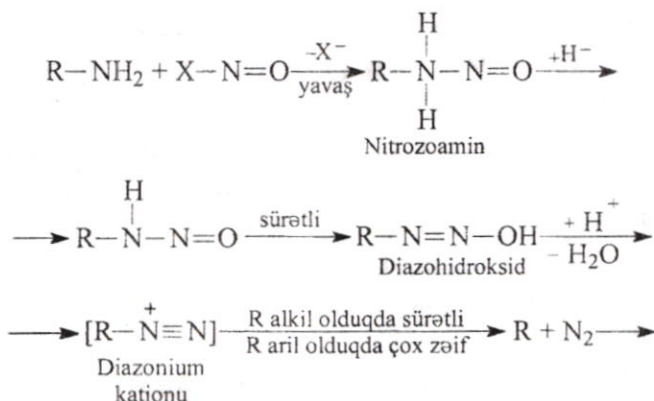 H
R—NH₂ + X—N=O —X⁻ yavaş → R—N—N=O +H⁻ →
H
Nitrozoamin
H
→ R—N—N=O sürətli → R—N=N—OH + H⁺ – H₂O →
Diazohidroksid
→ [R—N⁺≡N] R alkil olduqda sürətli R aril olduqda çox zəif → R + N₂ →
Diazonium
kationu